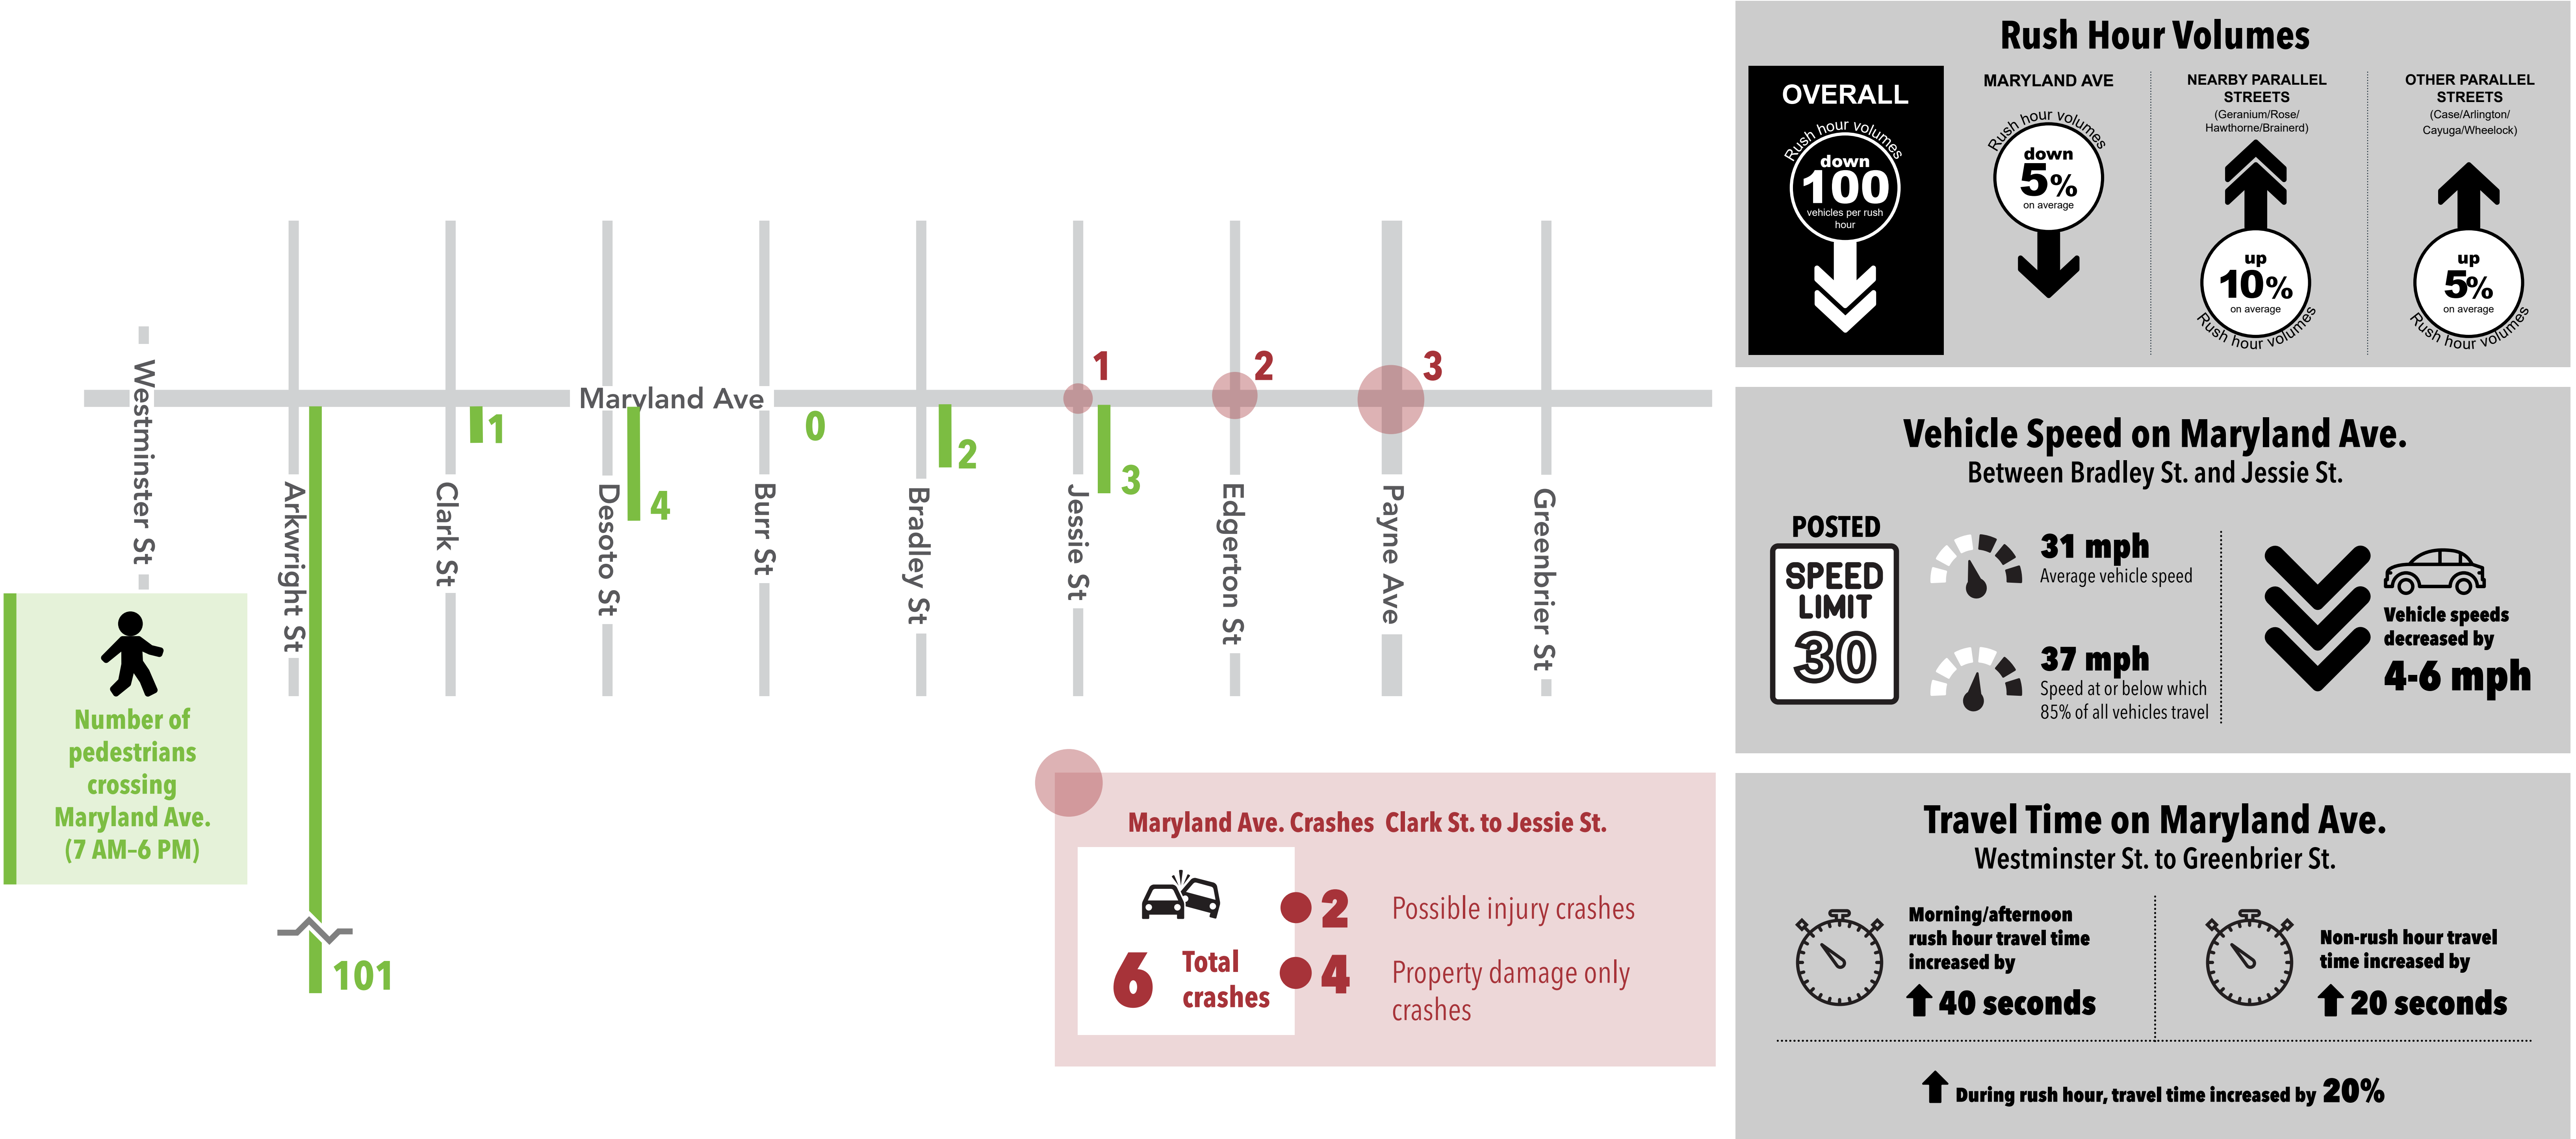 Westminster St
Arkwright St
Clark St
Desoto St
Burr St
Bradley St
Jessie St
Edgerton St
Payne Ave
Greenbrier St
Maryland Ave
1
2
3
101
1
4
0
2
3
Number of
pedestrians
crossing
Maryland Ave.
(7 AM–6 PM)
Maryland Ave. Crashes Clark St. to Jessie St.
6 Total
crashes
2 Possible injury crashes
4 Property damage only
crashes
Rush Hour Volumes
OVERALL
Rush hour volumes
down
100
vehicles per rush
hour
MARYLAND AVE
Rush hour volumes
down
5%
on average
NEARBY PARALLEL
STREETS
(Geranium/Rose/
Hawthorne/Brainerd)
up
10%
on average
Rush hour volumes
OTHER PARALLEL
STREETS
(Case/Arlington/
Cayuga/Wheelock)
up
5%
on average
Rush hour volumes
Vehicle Speed on Maryland Ave.
Between Bradley St. and Jessie St.
POSTED
SPEED
LIMIT
30
31 mph
Average vehicle speed
37 mph
Speed at or below which
85% of all vehicles travel
Vehicle speeds
decreased by
4-6 mph
Travel Time on Maryland Ave.
Westminster St. to Greenbrier St.
Morning/afternoon
rush hour travel time
increased by
40 seconds
Non-rush hour travel
time increased by
20 seconds
During rush hour, travel time increased by 20%